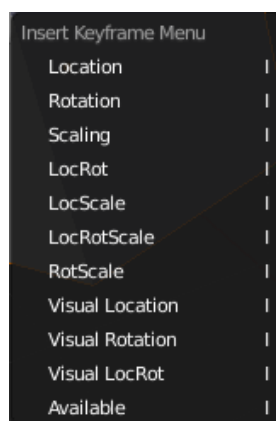 Insert Keyframe Menu
Location I
Rotation I
Scaling I
LocRot I
LocScale I
LocRotScale I
RotScale I
Visual Location I
Visual Rotation I
Visual LocRot I
Available I